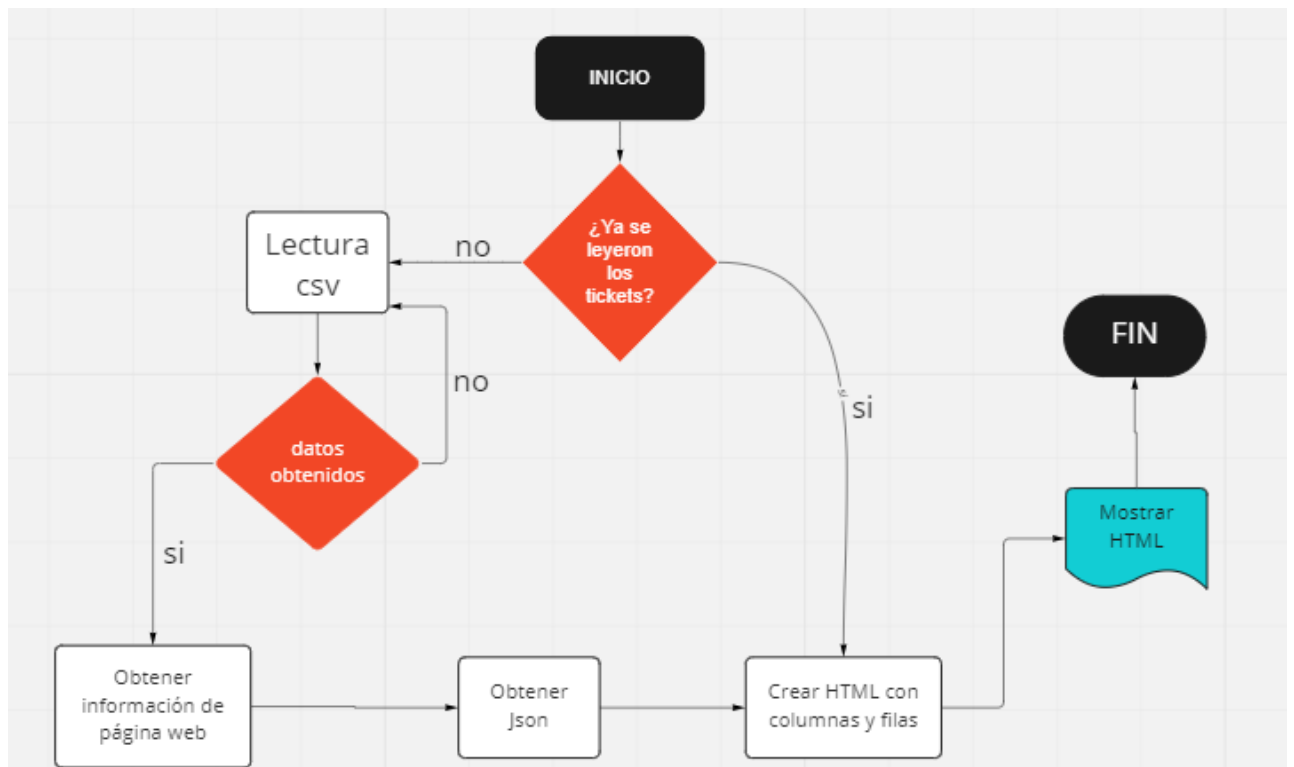 INICIO
¿Ya se
leyeron
los
tickets?
no
Lectura
csv
no
datos
obtenidos
si
si
FIN
Mostrar
HTML
Obtener
información de
página web
Obtener
Json
Crear HTML con
columnas y filas